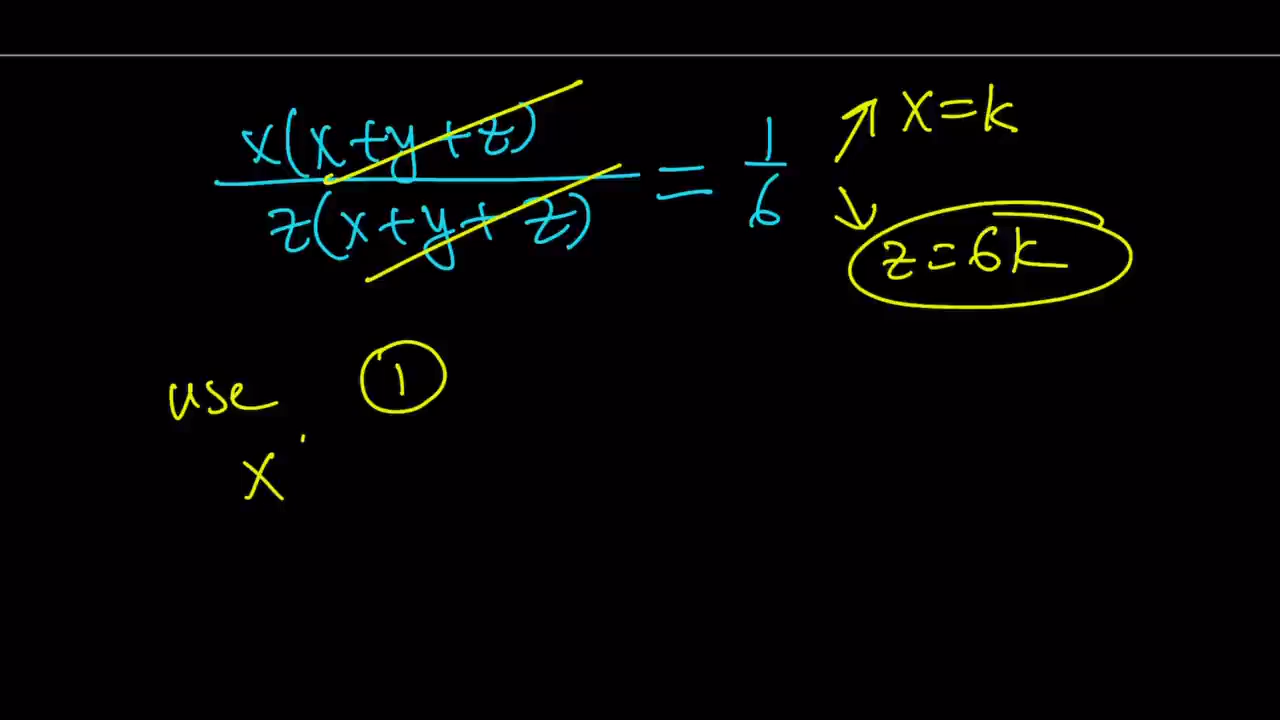 x(x+y+z) / z(x+y+z) = 1/6
x=k
z=6k
use ①
x